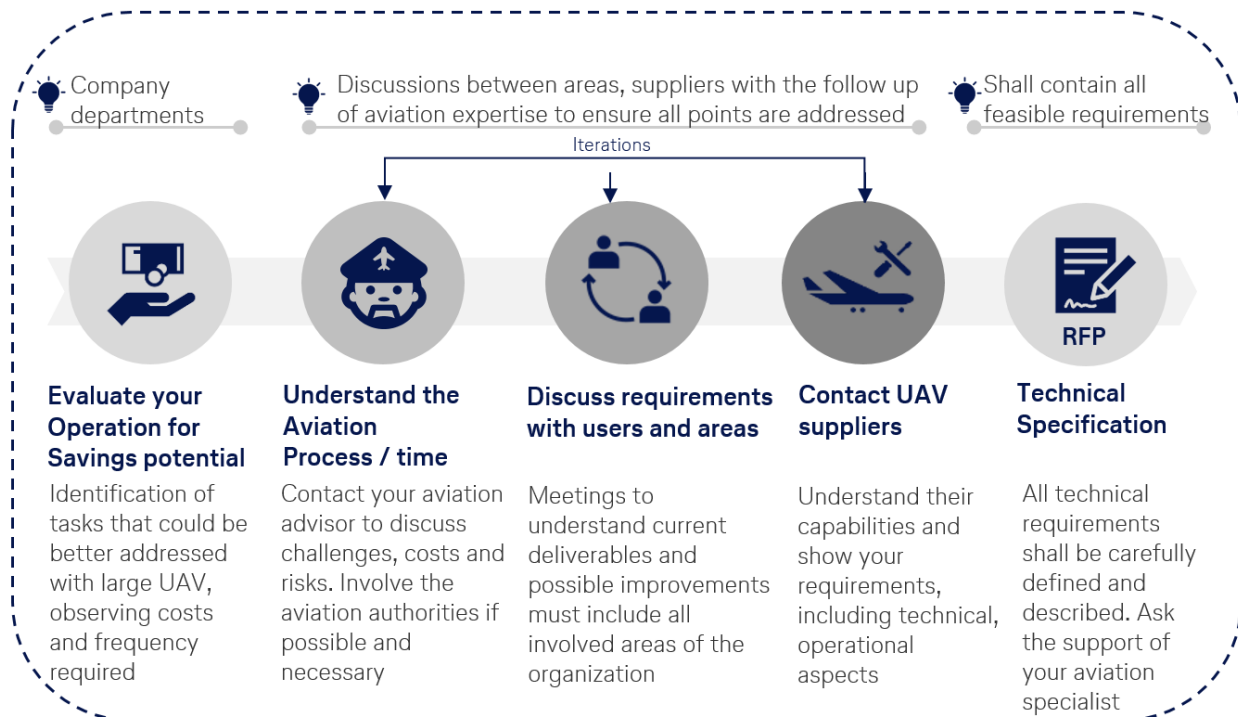 Company
departments
Discussions between areas, suppliers with the follow up
of aviation expertise to ensure all points are addressed
Shall contain all
feasible requirements
Iterations
RFP
Evaluate your
Operation for
Savings potential
Identification of
tasks that could be
better addressed
with large UAV,
observing costs
and frequency
required
Understand the
Aviation
Process / time
Contact your aviation
advisor to discuss
challenges, costs and
risks. Involve the
aviation authorities if
possible and
necessary
Discuss requirements
with users and areas
Meetings to
understand current
deliverables and
possible improvements
must include all
involved areas of the
organization
Contact UAV
suppliers
Understand their
capabilities and
show your
requirements,
including technical,
operational
aspects
Technical
Specification
All technical
requirements
shall be carefully
defined and
described. Ask
the support of
your aviation
specialist